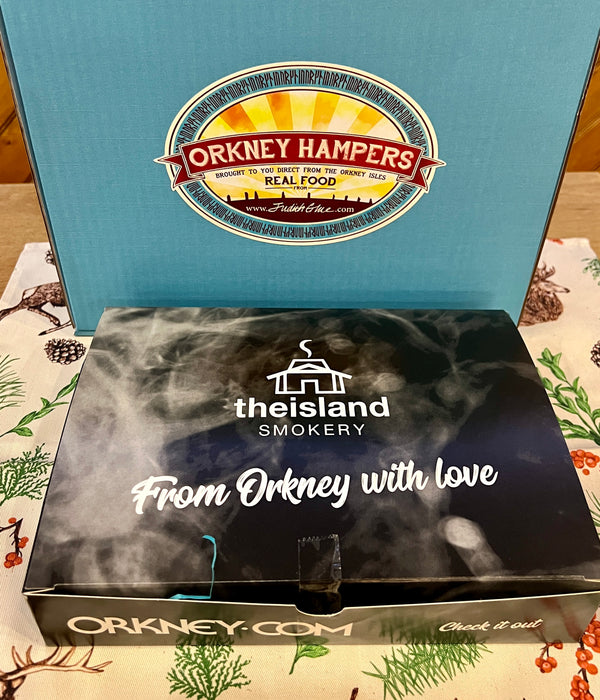 ORKNEY HAMPERS
BROUGHT TO YOU DIRECT FROM THE ORKNEY ISLES
REAL FOOD
FROM
www.JudithGlue.com
theisland
SMOKERY
From Orkney with love
ORKNEY.COM
Check it out